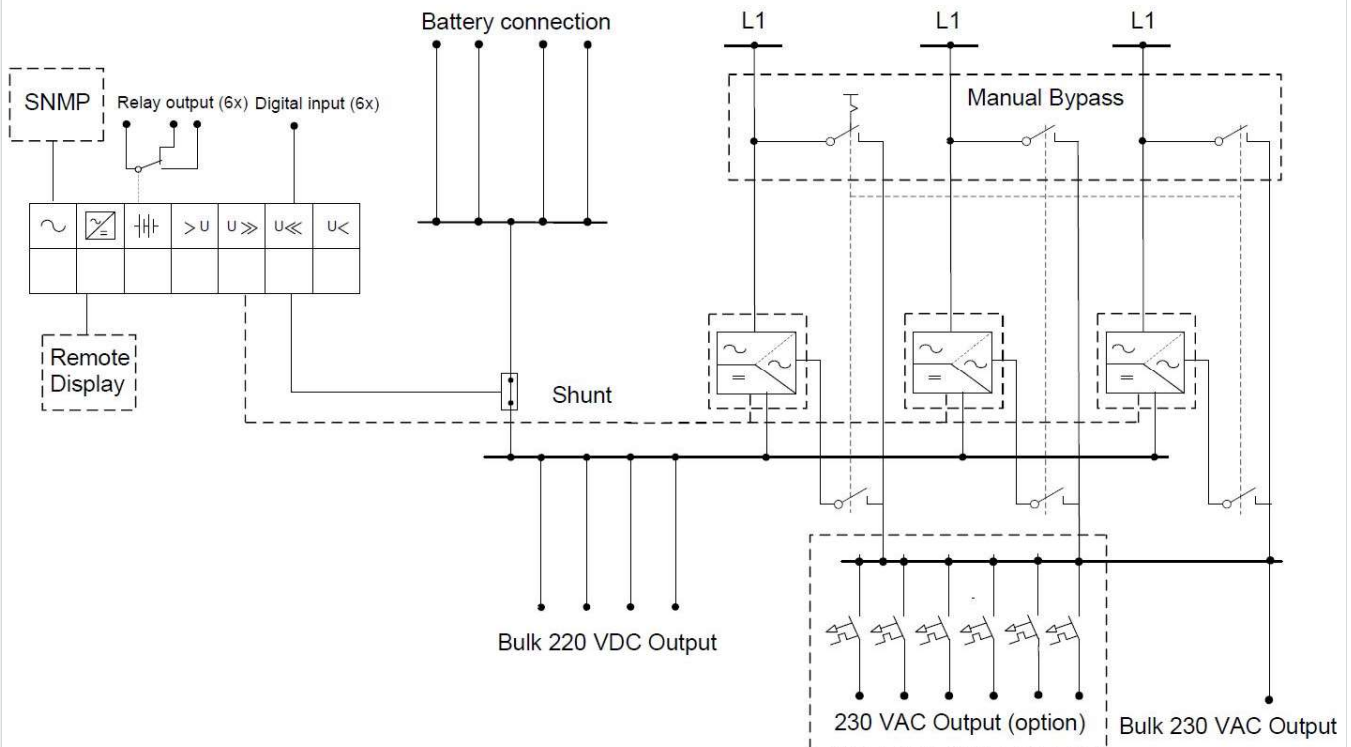 Battery connection
L1
L1
L1
SNMP
Relay output (6x)
Digital input (6x)
Manual Bypass
>U
U>>
U<<
U<
Remote
Display
Shunt
Bulk 220 VDC Output
230 VAC Output (option)
Bulk 230 VAC Output